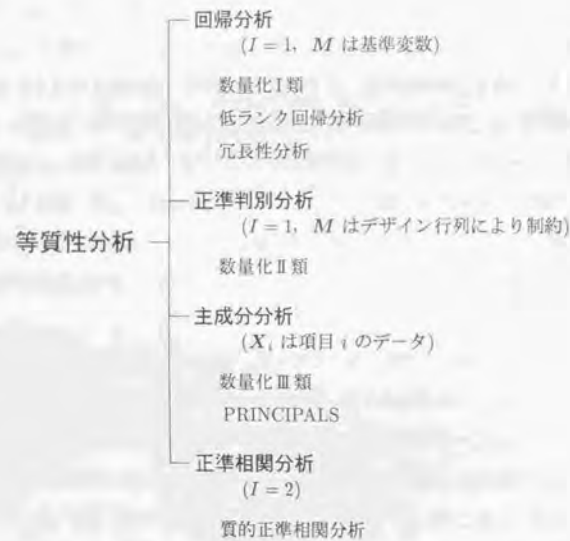 回帰分析
(I = 1, M は基準変数)
数量化Ⅰ類
低ランク回帰分析
冗長性分析
正準判別分析
(I = 1, M はデザイン行列により制約)
等質性分析
数量化Ⅱ類
主成分分析
(Xi は項目 i のデータ)
数量化Ⅲ類
PRINCIPALS
正準相関分析
(I = 2)
質的正準相関分析